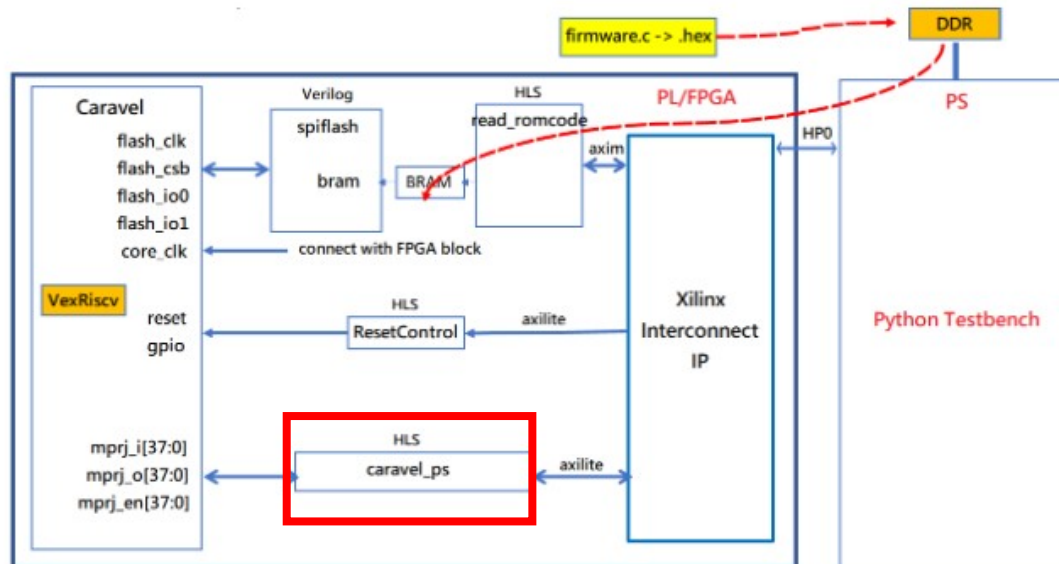 firmware.c -> .hex
DDR
PL/FPGA
PS
HP0
Caravel
flash_clk
flash_csb
flash_io0
flash_io1
core_clk
VexRiscv
reset
gpio
mprj_i[37:0]
mprj_o[37:0]
mprj_en[37:0]
Verilog
spiflash
bram
BRAM
HLS
read_romcode
axim
connect with FPGA block
HLS
ResetControl
axilite
HLS
caravel_ps
axilite
Xilinx
Interconnect
IP
Python Testbench